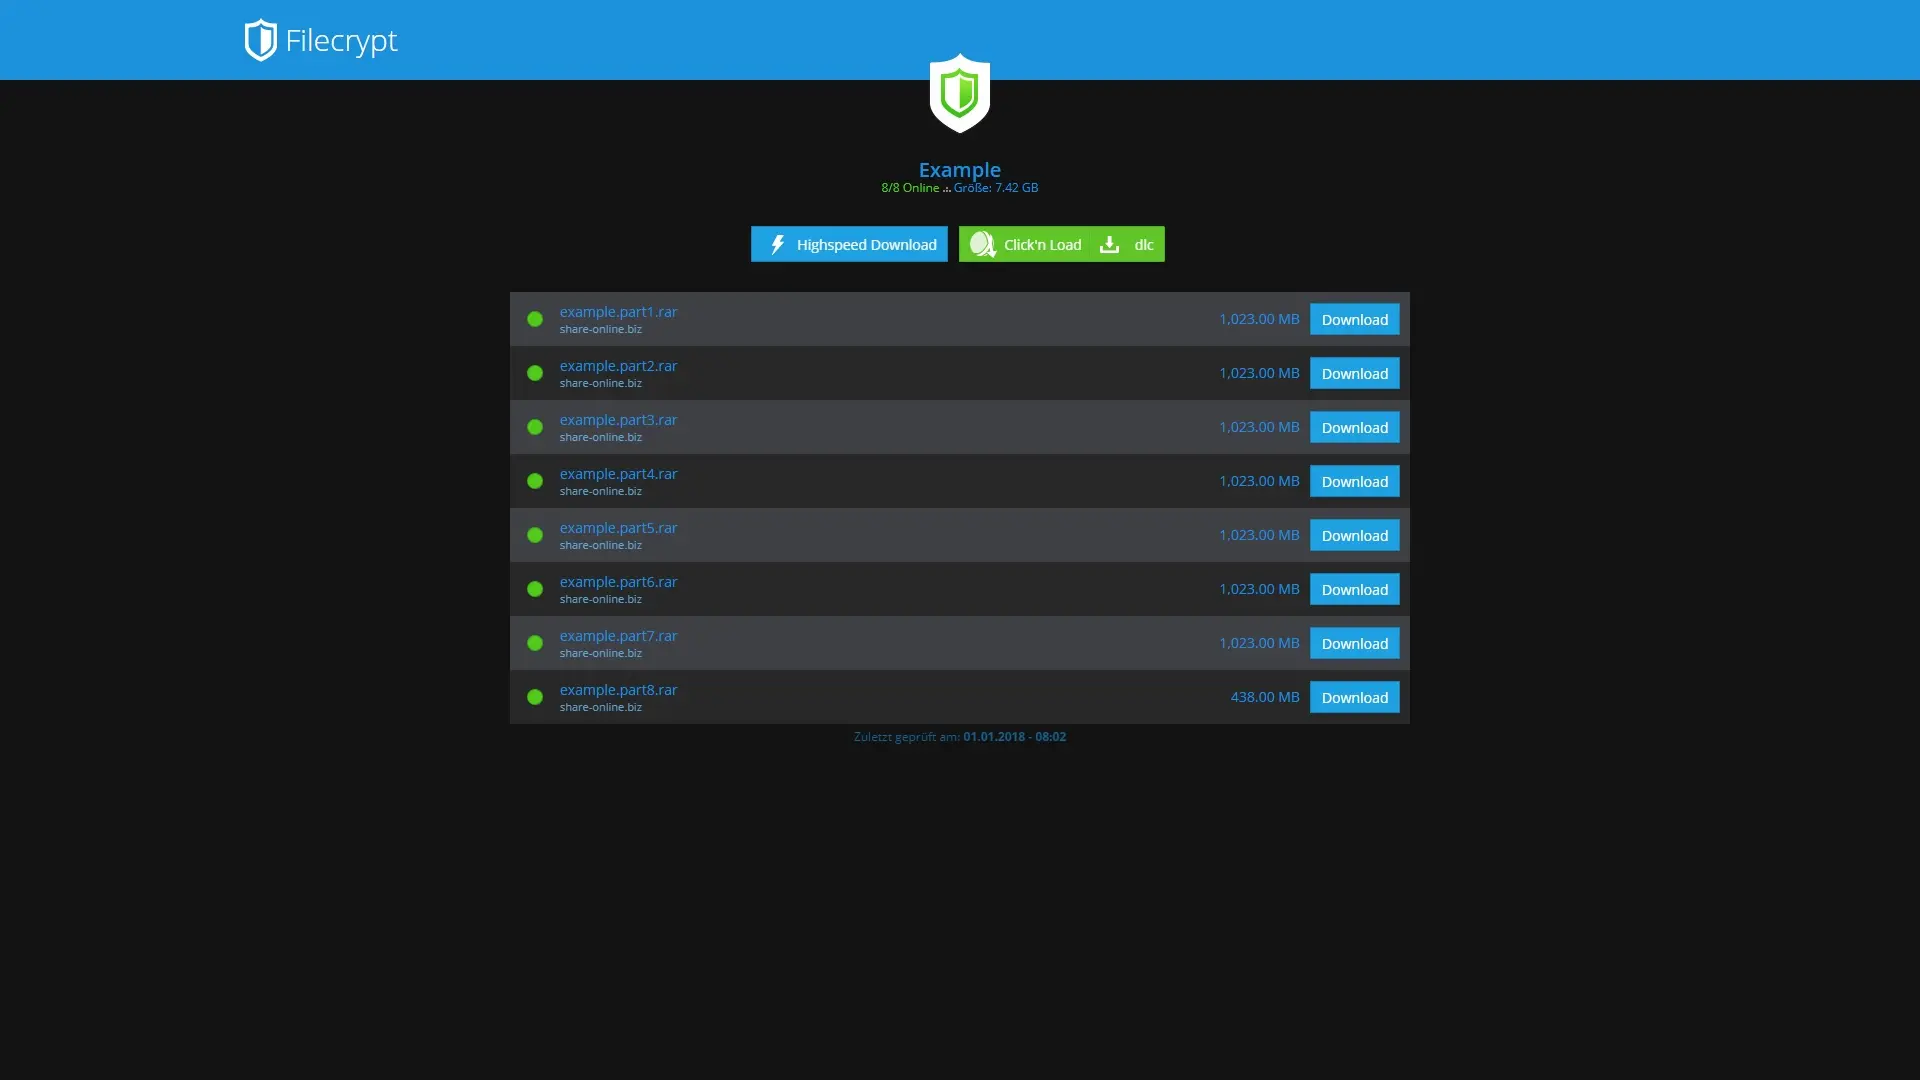 Filecrypt
Example
8/8 Online .:. Größe: 7.42 GB
Highspeed Download Click'n Load dlc
example.part1.rar 1,023.00 MB Download
share-online.biz
example.part2.rar 1,023.00 MB Download
share-online.biz
example.part3.rar 1,023.00 MB Download
share-online.biz
example.part4.rar 1,023.00 MB Download
share-online.biz
example.part5.rar 1,023.00 MB Download
share-online.biz
example.part6.rar 1,023.00 MB Download
share-online.biz
example.part7.rar 1,023.00 MB Download
share-online.biz
example.part8.rar 438.00 MB Download
share-online.biz
Zuletzt geprüft am: 01.01.2018 - 08:02